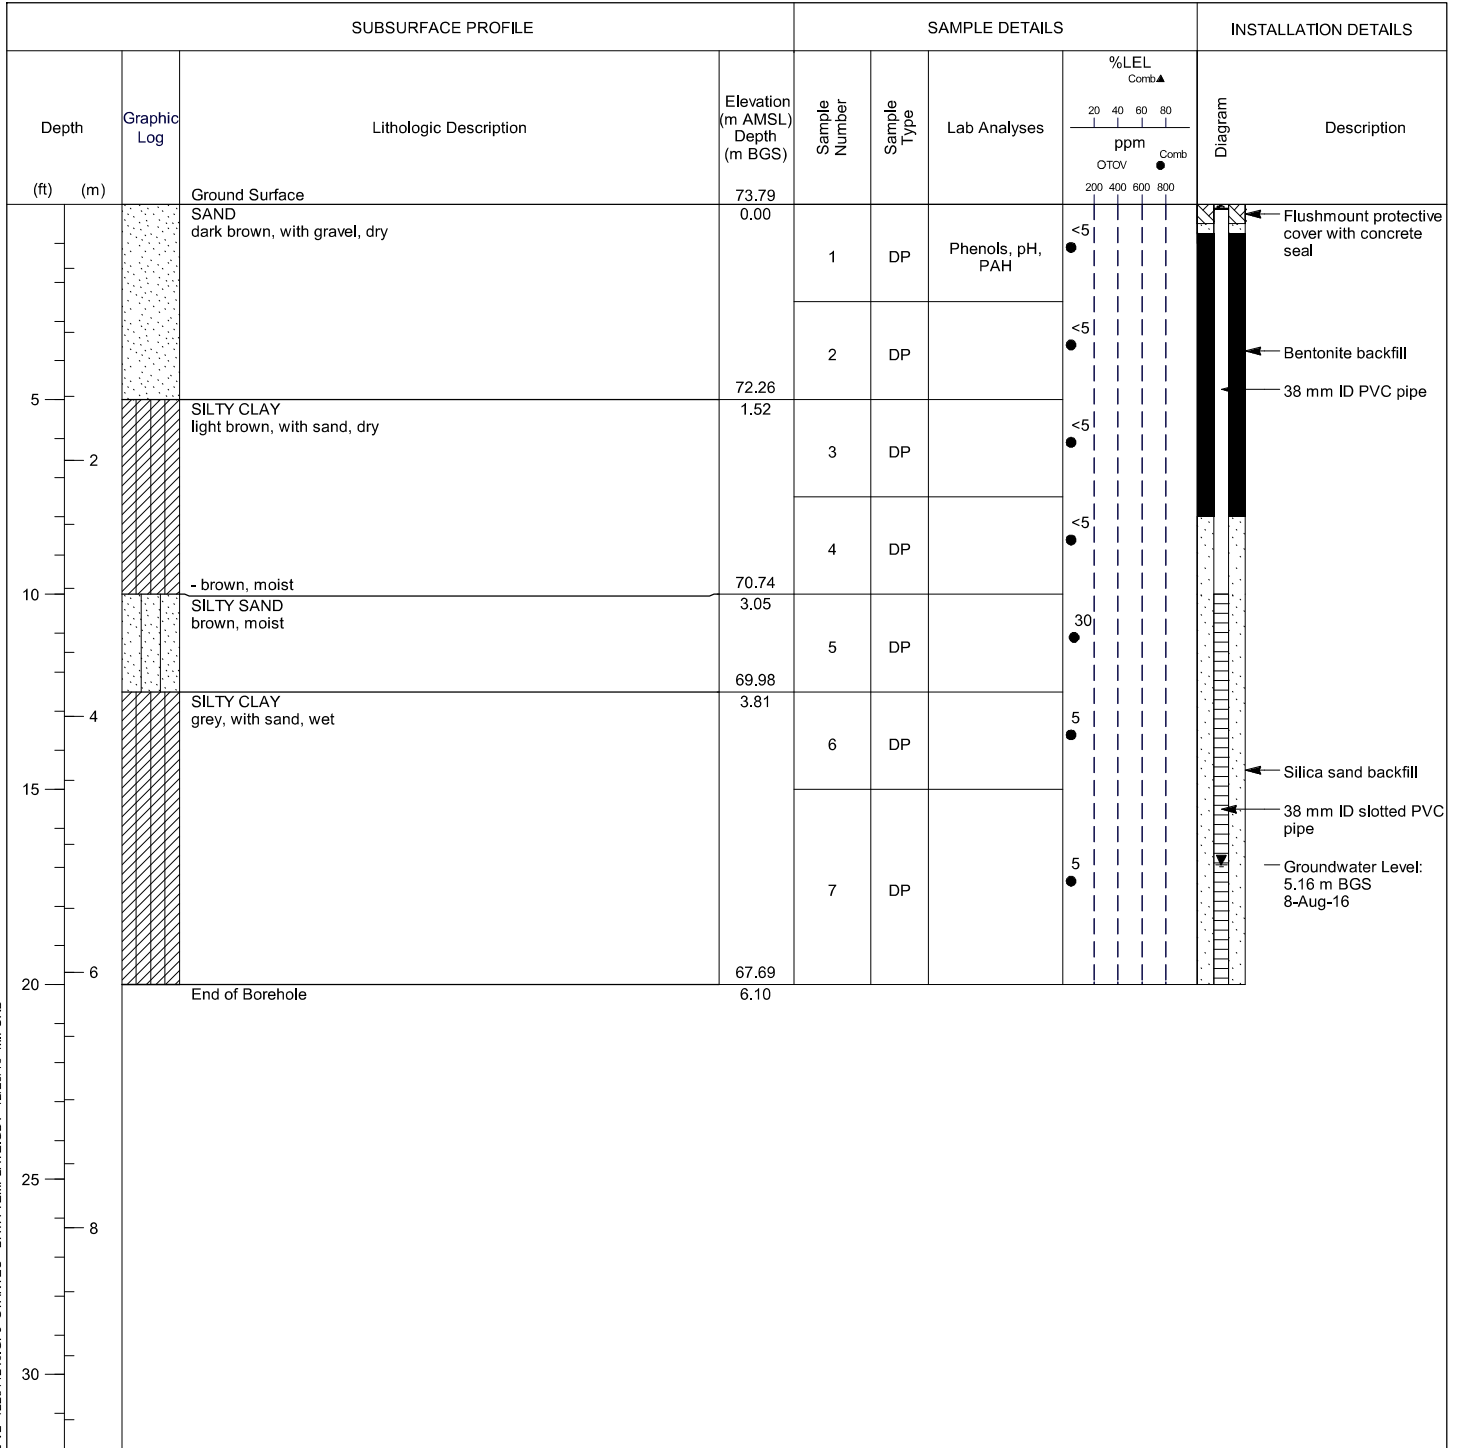 SUBSURFACE PROFILE
SAMPLE DETAILS
INSTALLATION DETAILS
Depth
(ft) (m)
Graphic
Log
Lithologic Description
Elevation
(m AMSL)
Depth
(m BGS)
Sample
Number
Sample
Type
Lab Analyses
%LEL
Comb▲
20 40 60 80
ppm
OTOV
● Comb
200 400 600 800
Diagram
Description
Ground Surface
73.79
SAND
0.00
dark brown, with gravel, dry
1
DP
Phenols, pH,
PAH
<5
Flushmount protective
cover with concrete
seal
2
DP
<5
Bentonite backfill
72.26
38 mm ID PVC pipe
5
SILTY CLAY
1.52
light brown, with sand, dry
3
DP
<5
2
4
DP
<5
- brown, moist
70.74
10
SILTY SAND
3.05
brown, moist
5
DP
30
69.98
SILTY CLAY
3.81
grey, with sand, wet
4
6
DP
5
Silica sand backfill
15
38 mm ID slotted PVC
pipe
7
DP
5
Groundwater Level:
5.16 m BGS
8-Aug-16
6
67.69
20
End of Borehole
6.10
25
8
30